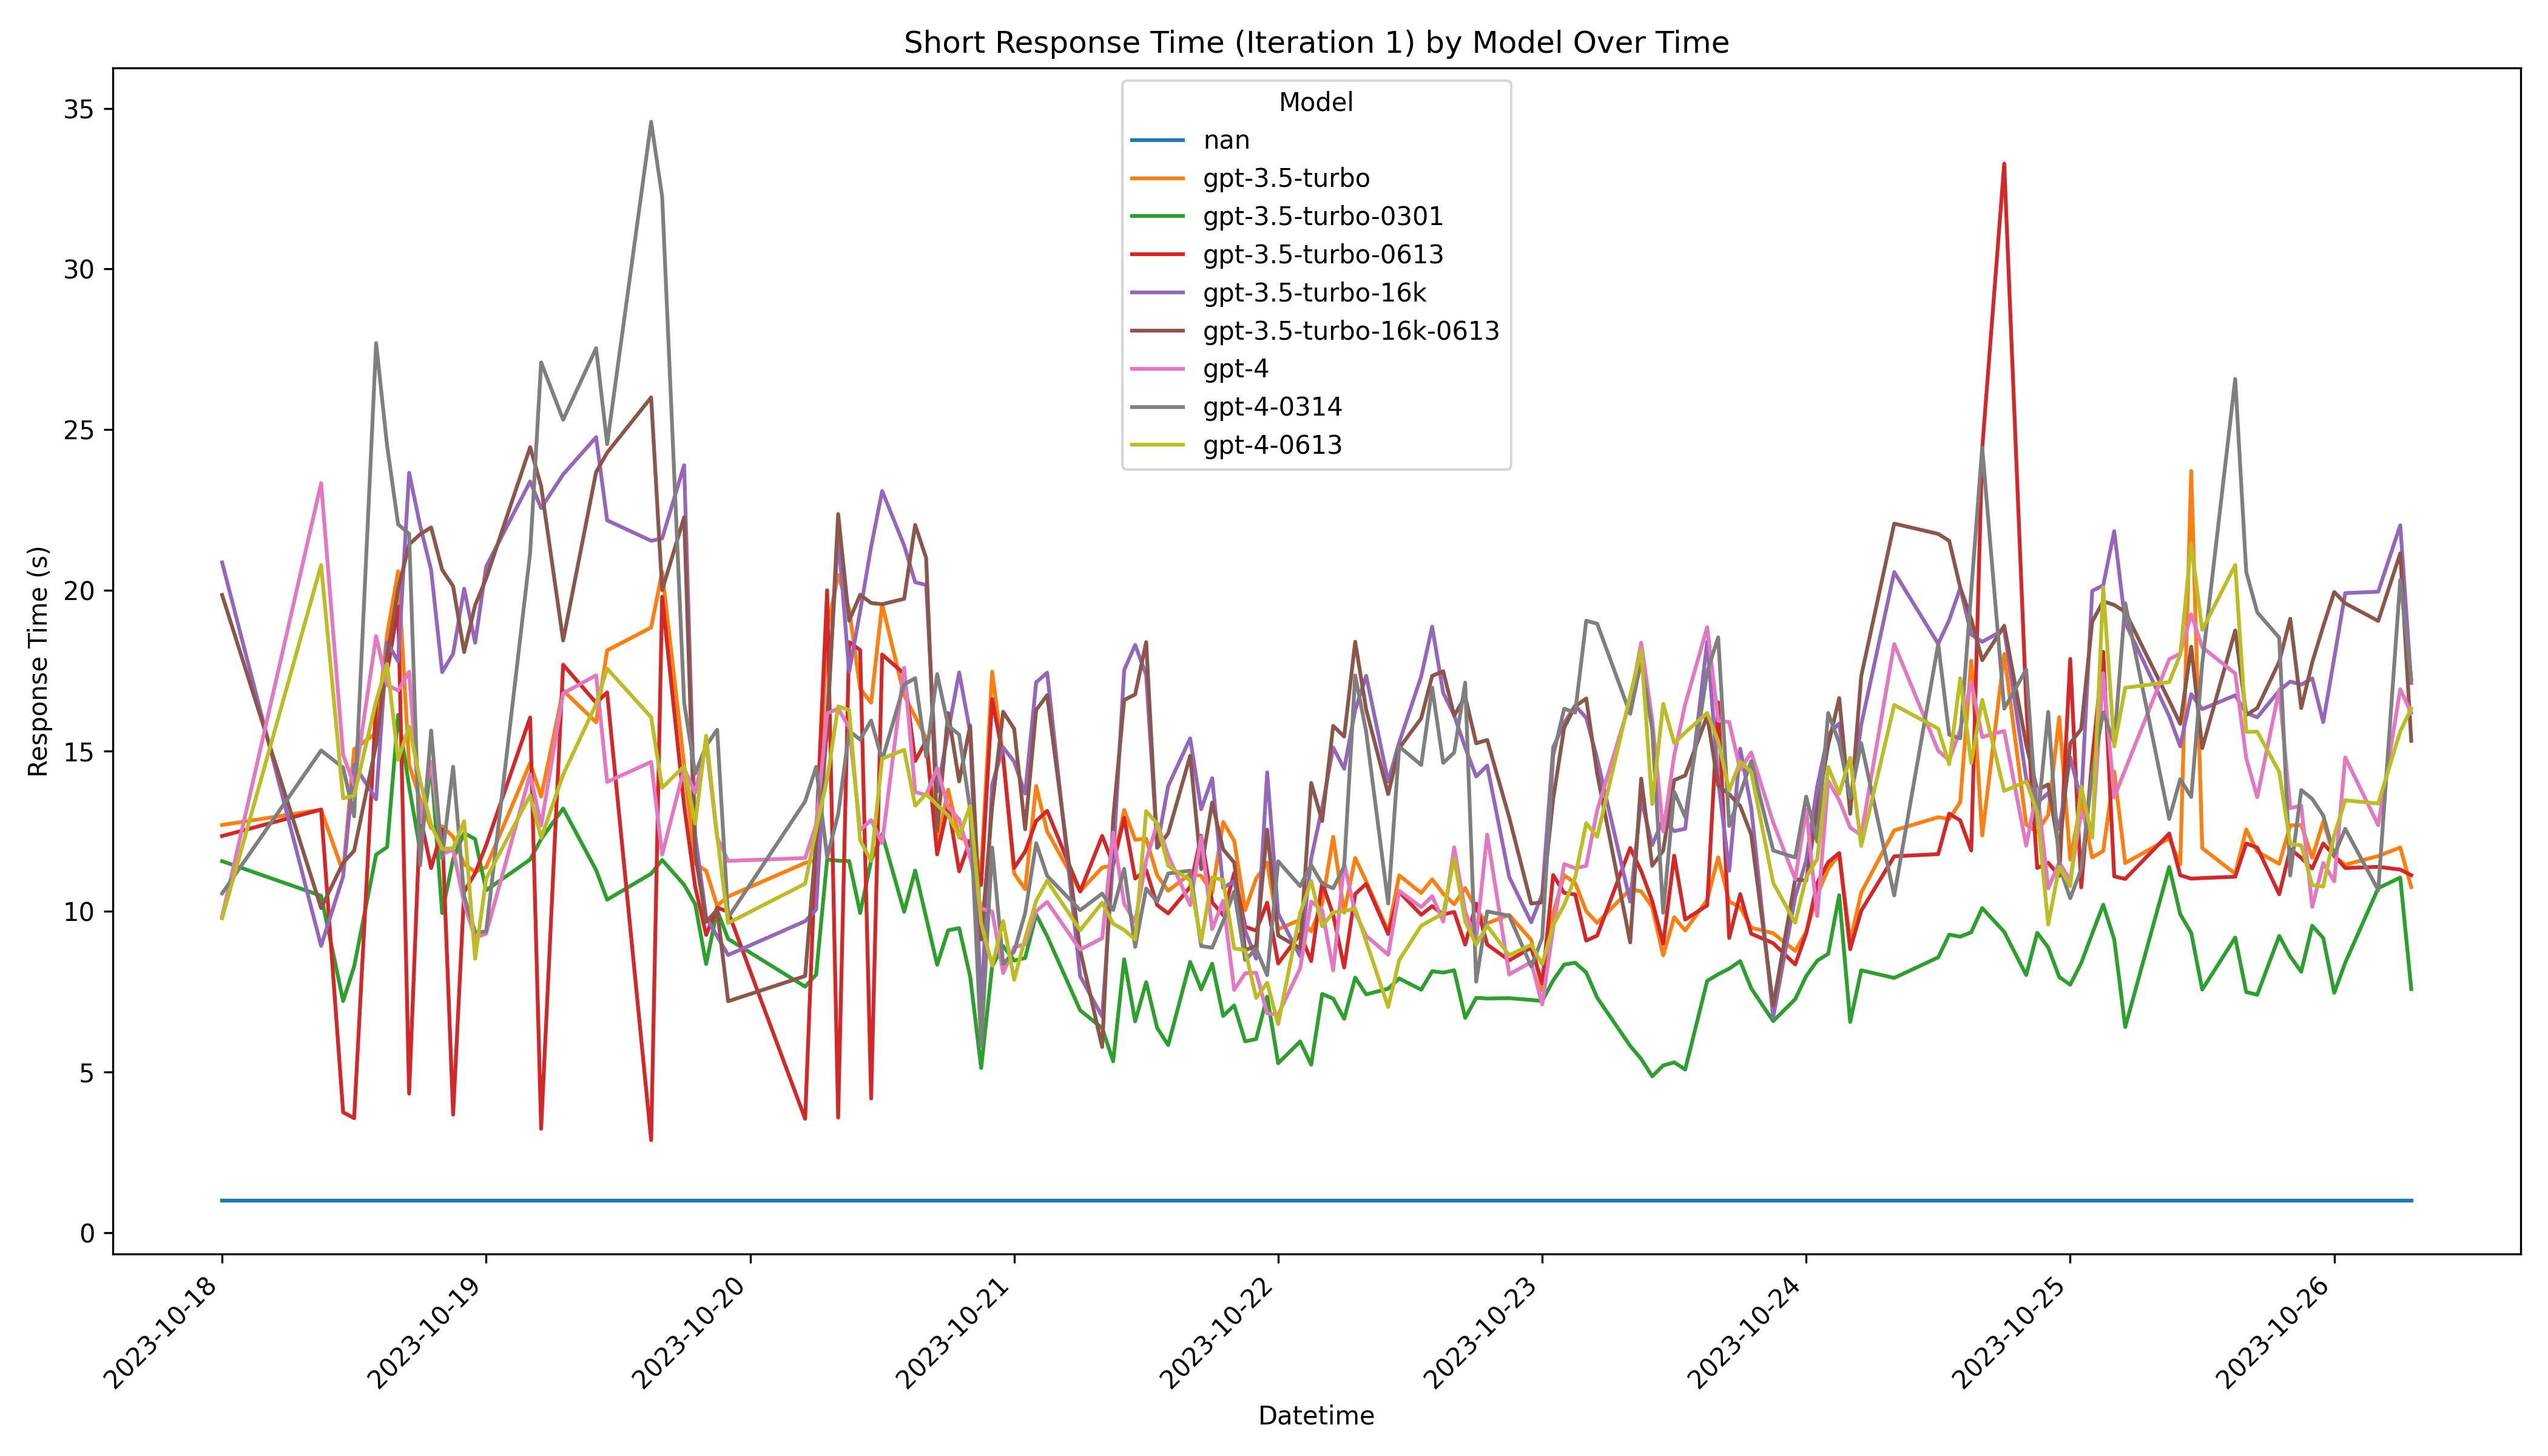 Short Response Time (Iteration 1) by Model Over Time
Model
nan
gpt-3.5-turbo
gpt-3.5-turbo-0301
gpt-3.5-turbo-0613
gpt-3.5-turbo-16k
gpt-3.5-turbo-16k-0613
gpt-4
gpt-4-0314
gpt-4-0613
Response Time (s)
35
30
25
20
15
10
5
0
2023-10-18
2023-10-19
2023-10-20
2023-10-21
2023-10-22
2023-10-23
2023-10-24
2023-10-25
2023-10-26
Datetime